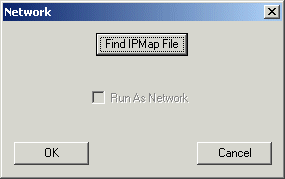 Network
Find IPMap File
Run As Network
OK
Cancel